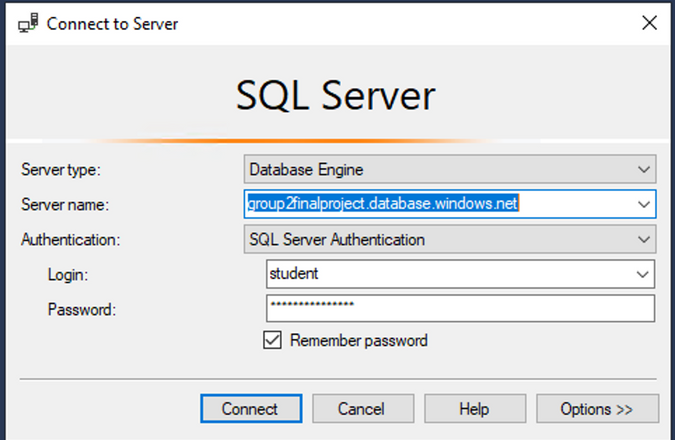 Connect to Server
SQL Server
Server type: Database Engine
Server name: group2finalproject.database.windows.net
Authentication: SQL Server Authentication
Login: student
Password: ***************
Remember password
Connect Cancel Help Options >>